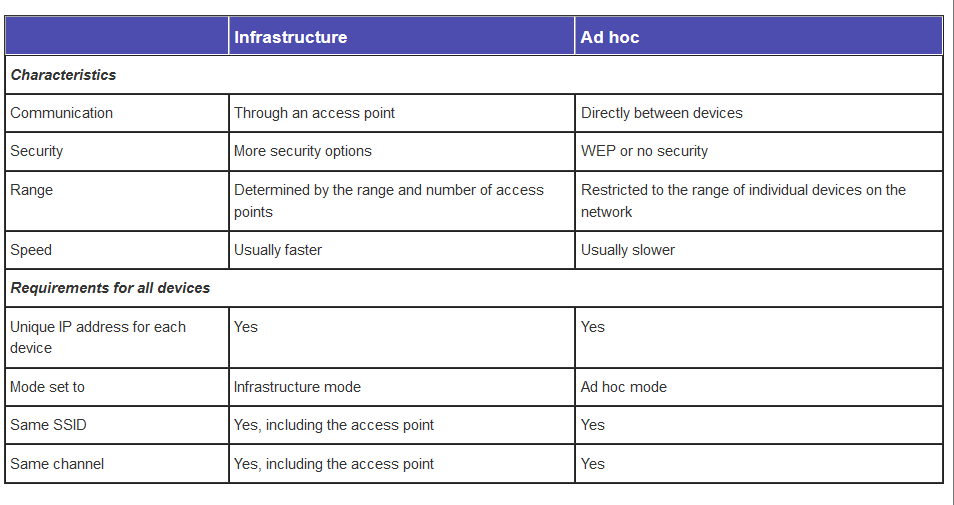 Infrastructure Ad hoc
Characteristics
Communication Through an access point Directly between devices
Security More security options WEP or no security
Range Determined by the range and number of access Restricted to the range of individual devices on the
points network
Speed Usually faster Usually slower
Requirements for all devices
Unique IP address for each Yes Yes
device
Mode set to Infrastructure mode Ad hoc mode
Same SSID Yes, including the access point Yes
Same channel Yes, including the access point Yes